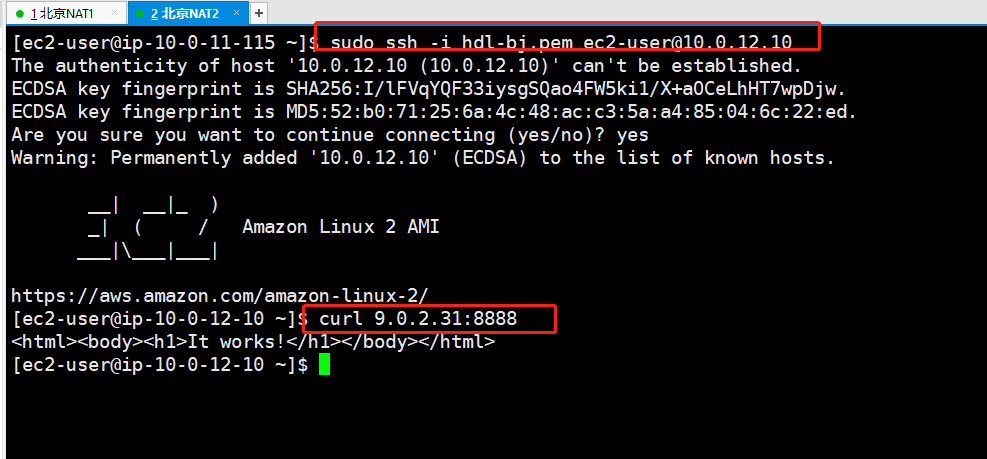 1 北京NAT1 × 2 北京NAT2 × +
[ec2-user@ip-10-0-11-115 ~]$ sudo ssh -i hdl-bj.pem ec2-user@10.0.12.10
The authenticity of host '10.0.12.10 (10.0.12.10)' can't be established.
ECDSA key fingerprint is SHA256:I/lFVqYQF33iysgSQao4FW5ki1/X+aOCeLhHT7wpDjw.
ECDSA key fingerprint is MD5:52:b0:71:25:6a:4c:48:ac:c3:5a:a4:85:04:6c:22:ed.
Are you sure you want to continue connecting (yes/no)? yes
Warning: Permanently added '10.0.12.10' (ECDSA) to the list of known hosts.
__|  __|_  )
_|  (     /   Amazon Linux 2 AMI
___|\___|___|
https://aws.amazon.com/amazon-linux-2/
[ec2-user@ip-10-0-12-10 ~]$ curl 9.0.2.31:8888
<html><body><h1>It works!</h1></body></html>
[ec2-user@ip-10-0-12-10 ~]$